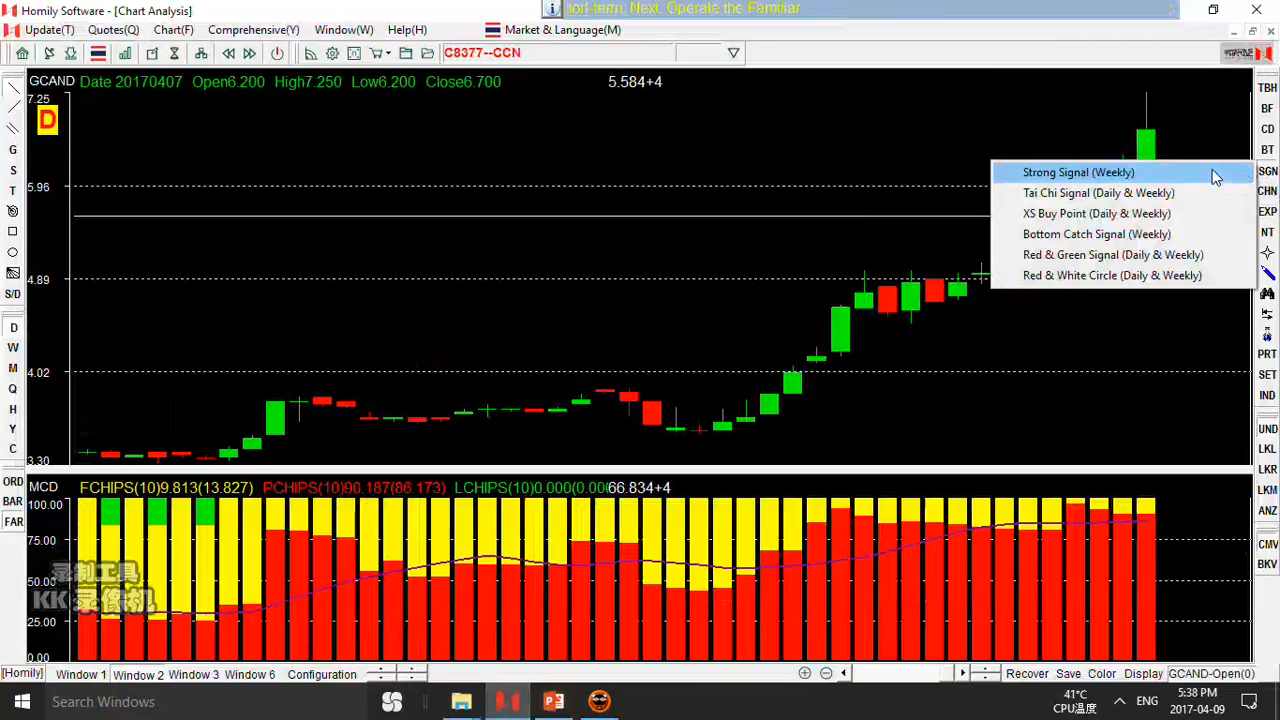 Homily Software - [Chart Analysis]
ort-term: Next. Operate the Familiar
Update(T) Quotes(Q) Chart(F) Comprehensive(Y) Window(W) Help(H) Market & Language(M)
C8377--CCN
GCAND Date 20170407 Open6.200 High7.250 Low6.200 Close6.700 5.584+4
7.25
D
5.96
4.89
4.02
3.30
Strong Signal (Weekly)
Tai Chi Signal (Daily & Weekly)
XS Buy Point (Daily & Weekly)
Bottom Catch Signal (Weekly)
Red & Green Signal (Daily & Weekly)
Red & White Circle (Daily & Weekly)
G
S
T
S/D
D
W
M
Q
H
Y
C
ORD
BAR
FAR
TBH
BF
CD
BT
SGN
CHN
EXP
NT
PRT
SET
IND
UND
LKL
LKR
LKM
ANZ
CMV
BKV
MCD FCHIPS(10)9.813(13.827) PCHIPS(10)90.187(86.173) LCHIPS(10)0.000(0.00 66.834+4
100.00
75.00
50.00
25.00
0.00
录制工具
KK录像机
[Homily] Window 1 Window 2 Window 3 Window 6 Configuration Recover Save Color Display GCAND-Open(0)
Search Windows
41°C
CPU温度
ENG
5:38 PM
2017-04-09